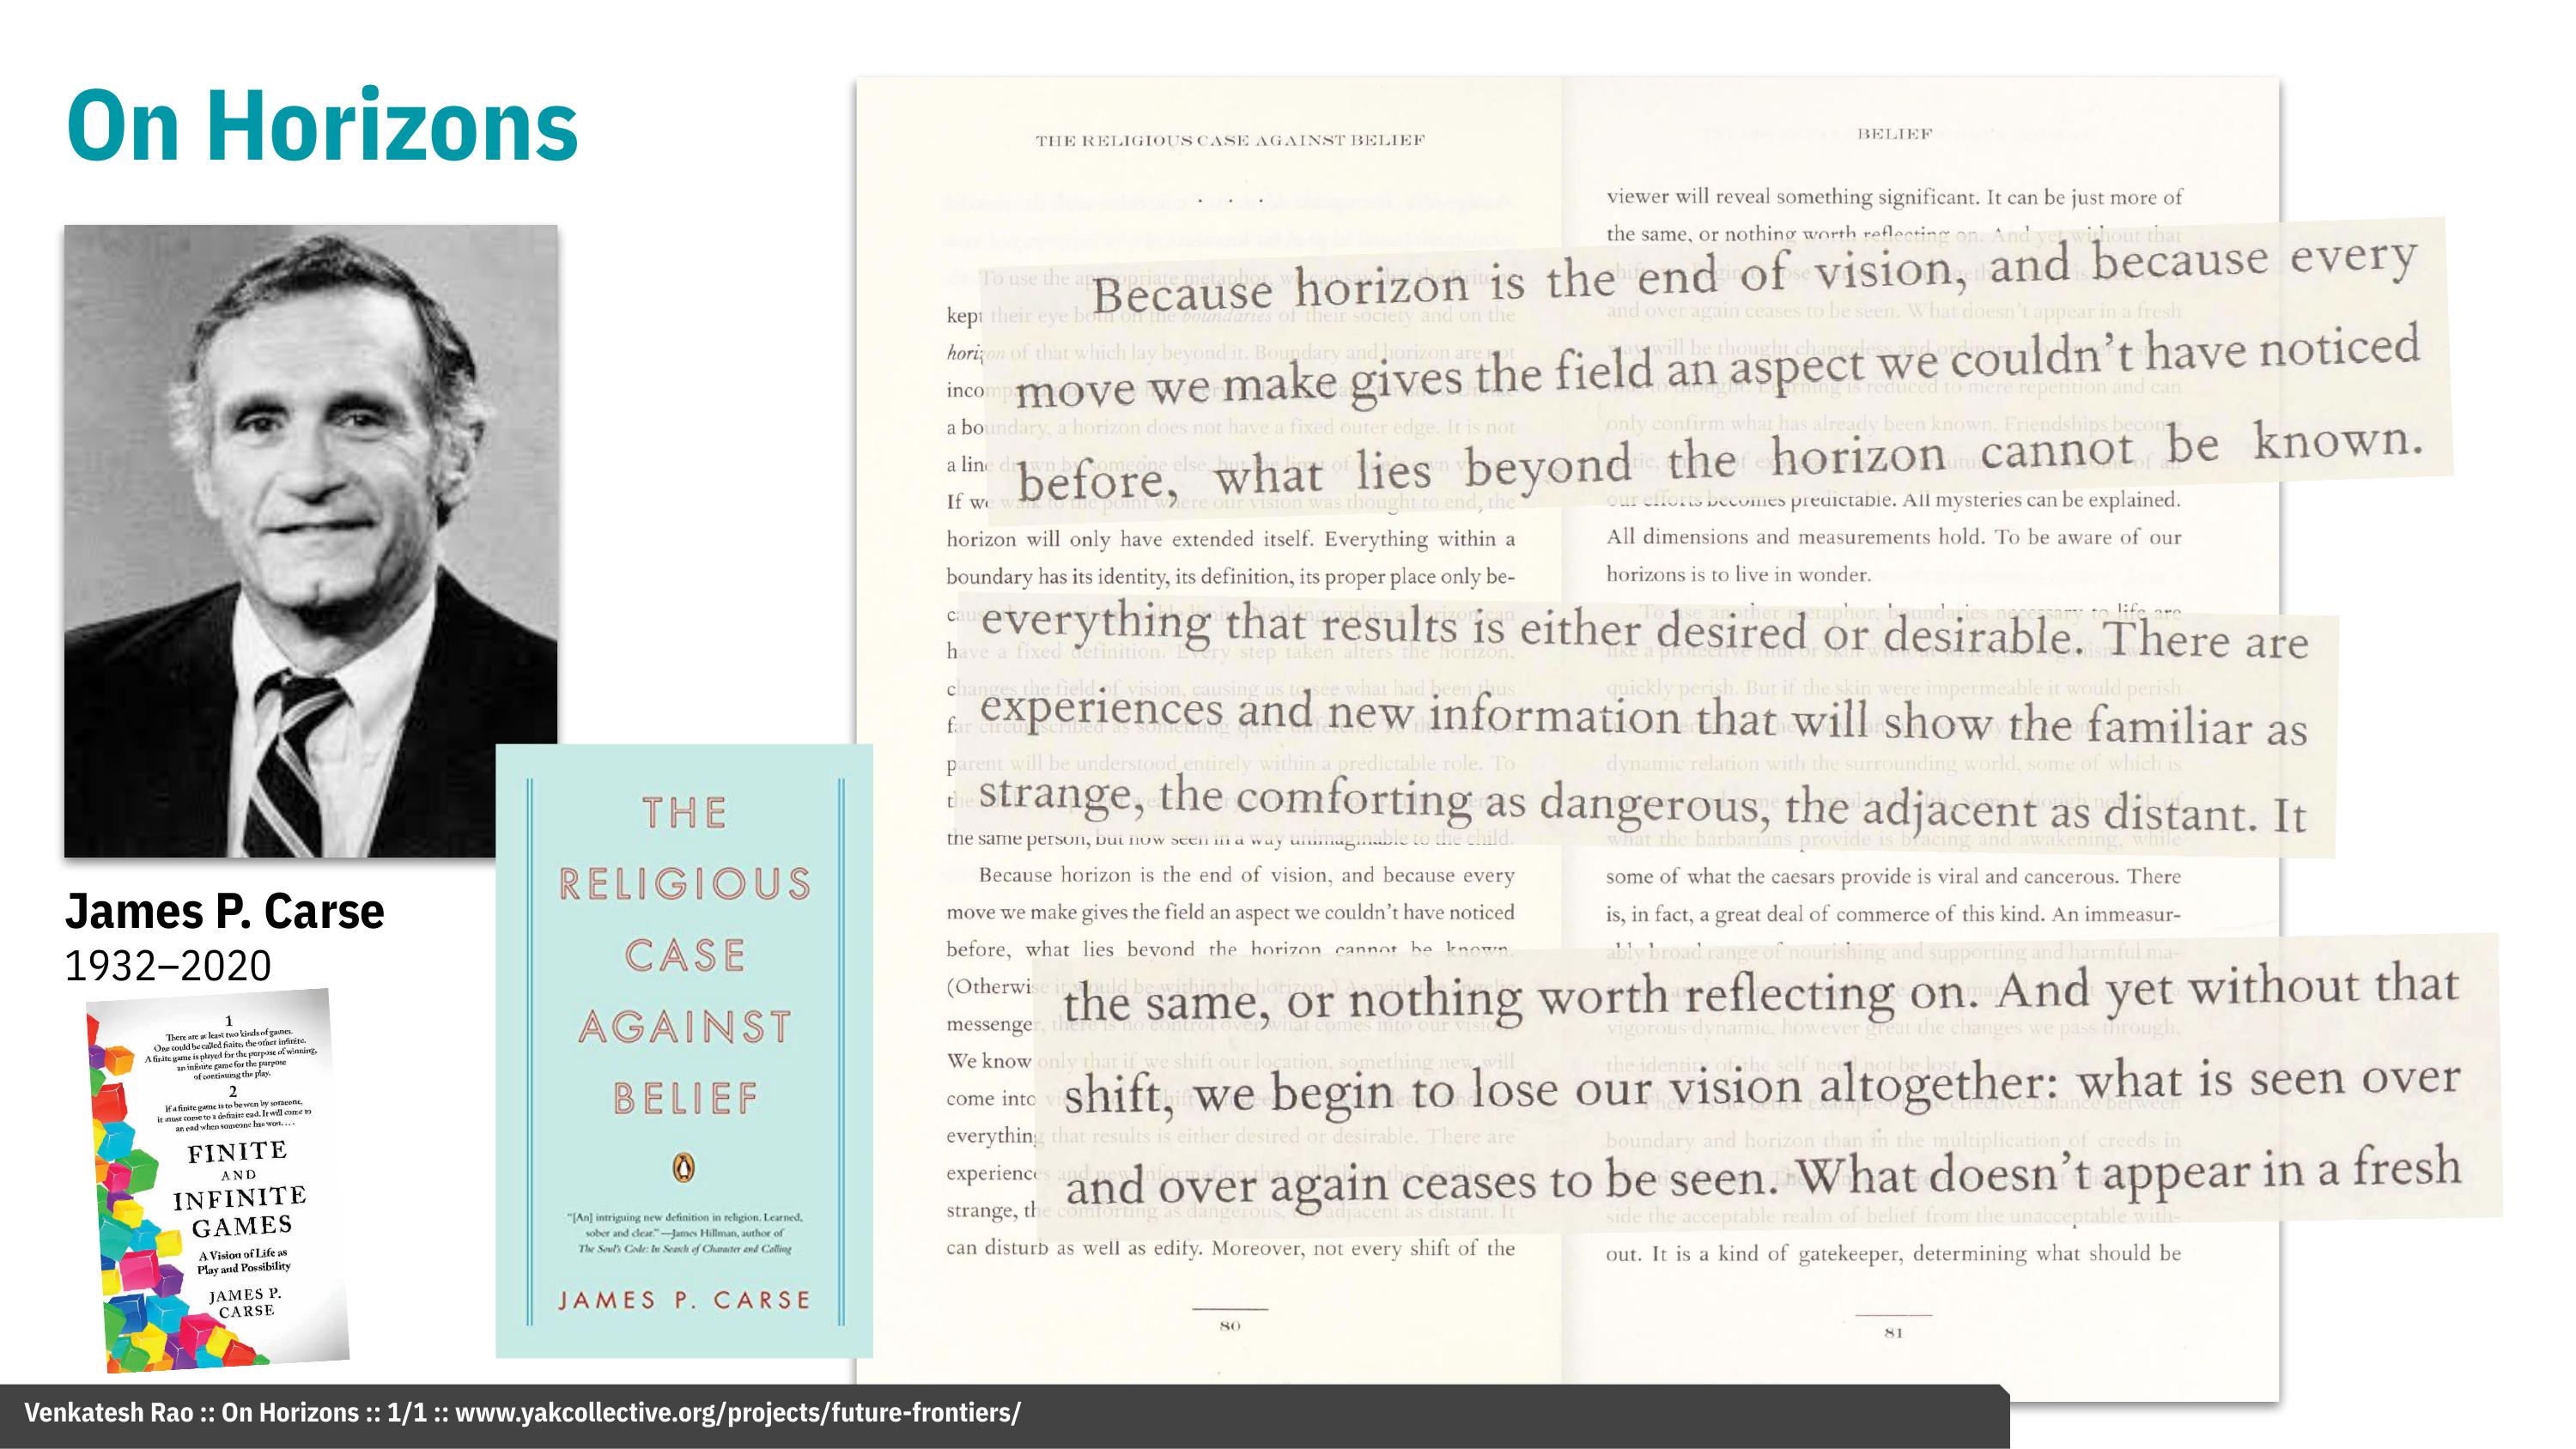 On Horizons
James P. Carse
1932–2020
1
There are at least two kinds of games.
One could be called finite, the other infinite.
A finite game is played for the purpose of winning,
an infinite game for the purpose
of continuing the play.
2
If a finite game is to be won by someone,
it must come to a definite end. It will come to
an end when someone has won....
FINITE
AND
INFINITE
GAMES
A Vision of Life as
Play and Possibility
JAMES P.
CARSE
THE
RELIGIOUS
CASE
AGAINST
BELIEF
"[An] intriguing new definition in religion. Learned,
sober and clear." —James Hillman, author of
The Soul's Code: In Search of Character and Calling
JAMES P. CARSE
THE RELIGIOUS CASE AGAINST BELIEF
. . .
To use the appropriate metaphor, we can say that the
kept their eye both on the boundaries of their society and on the
horizon of that which lay beyond it. Boundary and horizon are not
a boundary, a horizon does not have a fixed outer edge. It is not
a line drawn by someone else, but the limit of
If we walk to the point where our vision was thought to end, the
horizon will only have extended itself. Everything within a
boundary has its identity, its definition, its proper place only be-
have a fixed definition. Every step taken alters the horizon,
changes the field of vision, causing us to see what had been thus
far circumscribed as something quite different.
parent will be understood entirely within a predictable role. To
the same person, but now seen in a way unimaginable to the child.
Because horizon is the end of vision, and because every
move we make gives the field an aspect we couldn't have noticed
before, what lies beyond the horizon cannot be known.
(Otherwise it would be within the horizon.)
messenger, there is no control over what comes into our vision.
We know only that if we shift our location, something new will
come into
everything that results is either desired or desirable. There are
experiences and new information that will show the familiar as
strange, the comforting as dangerous, the adjacent as distant. It
can disturb as well as edify. Moreover, not every shift of the
80
BELIEF
viewer will reveal something significant. It can be just more of
the same, or nothing worth reflecting on. And yet without that
and over again ceases to be seen. What doesn't appear in a fresh
way will be thought changeless and
Learning is reduced to mere repetition and can
only confirm what has already been known. Friendships become
our efforts becomes predictable. All mysteries can be explained.
All dimensions and measurements hold. To be aware of our
horizons is to live in wonder.
To use another metaphor, boundaries necessary to life are
like a protective film or skin without which the
quickly perish. But if the skin were impermeable it would perish
dynamic relation with the surrounding world, some of which is
what the barbarians provide is bracing and awakening, while
some of what the caesars provide is viral and cancerous. There
is, in fact, a great deal of commerce of this kind. An immeasur-
ably broad range of nourishing and supporting and harmful ma-
vigorous dynamic, however great the changes we pass through,
the identity of the self need not be lost.
There is no better example of the effective balance between
boundary and horizon than in the multiplication of creeds in
side the acceptable realm of belief from the unacceptable with-
out. It is a kind of gatekeeper, determining what should be
81
Because horizon is the end of vision, and because every
move we make gives the field an aspect we couldn't have noticed
before, what lies beyond the horizon cannot be known.
everything that results is either desired or desirable. There are
experiences and new information that will show the familiar as
strange, the comforting as dangerous, the adjacent as distant. It
the same, or nothing worth reflecting on. And yet without that
shift, we begin to lose our vision altogether: what is seen over
and over again ceases to be seen. What doesn't appear in a fresh
Venkatesh Rao :: On Horizons :: 1/1 :: www.yakcollective.org/projects/future-frontiers/